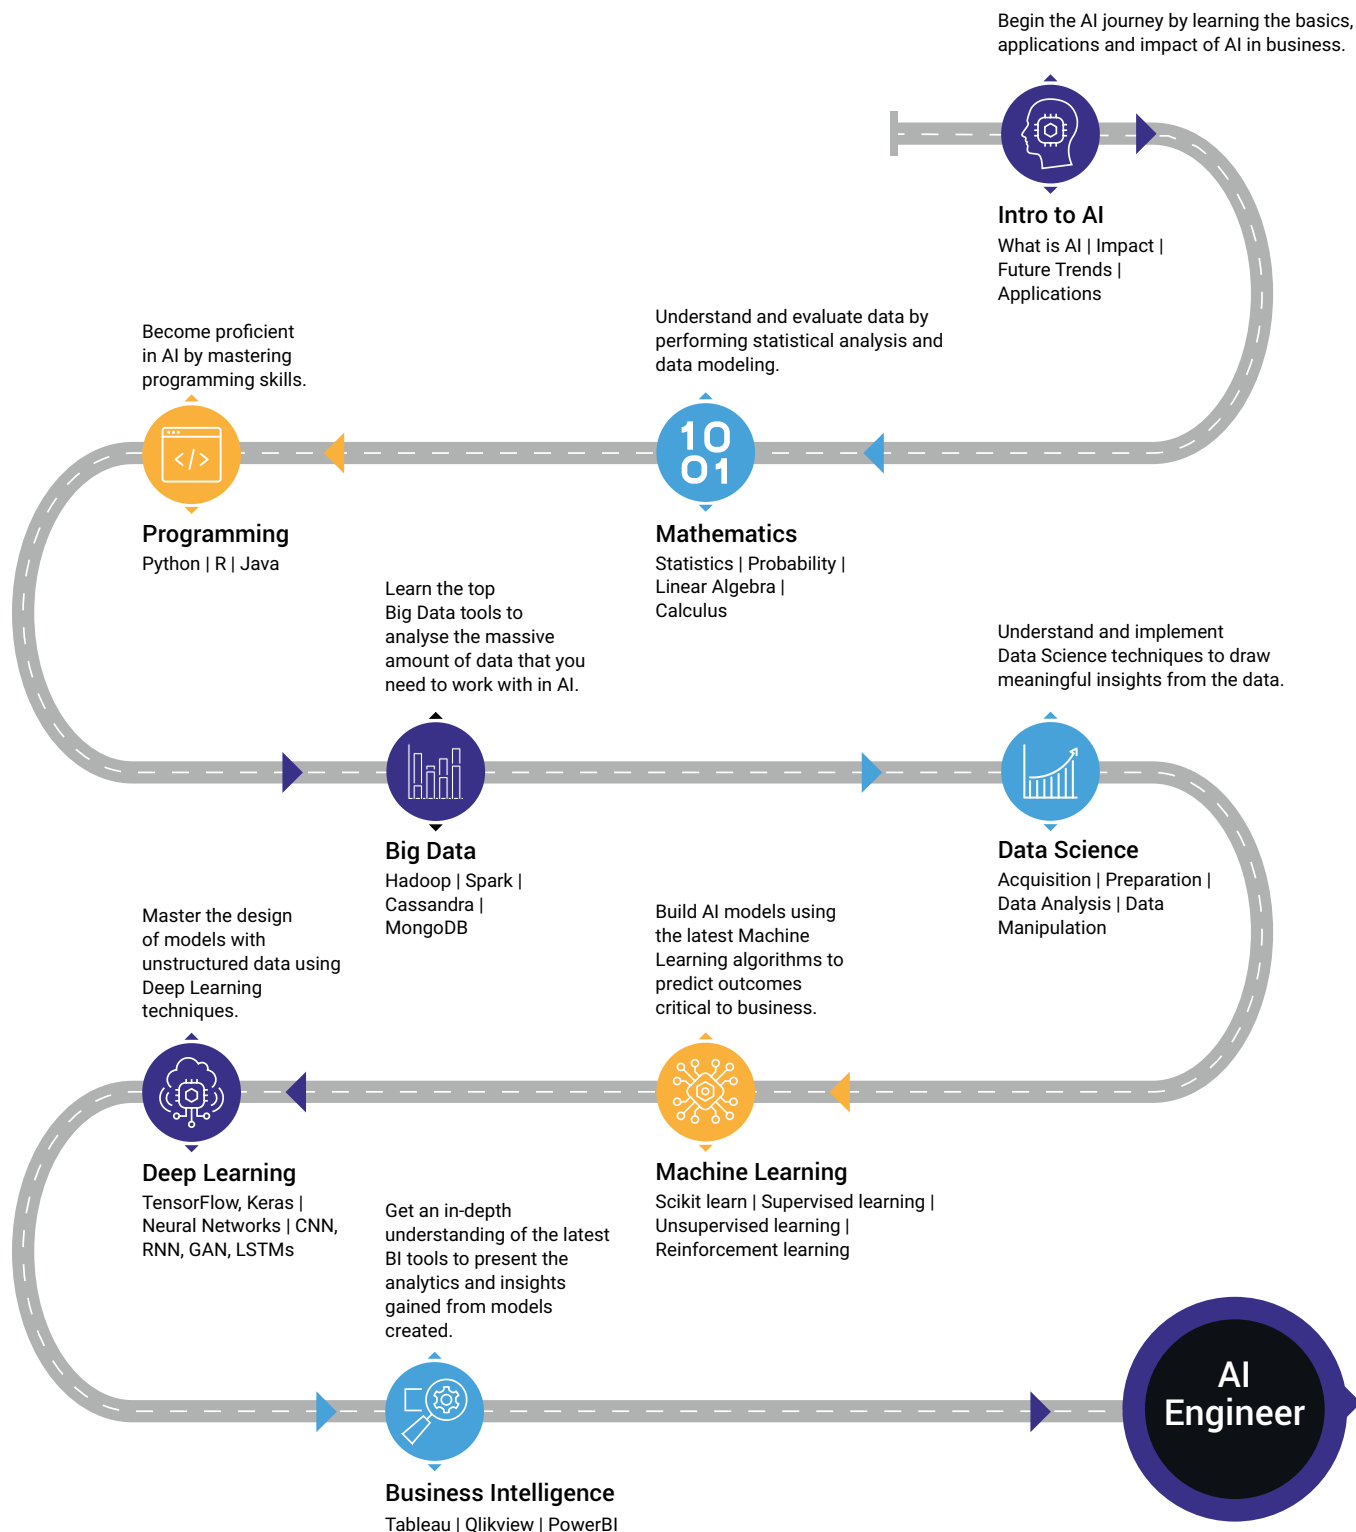 Begin the AI journey by learning the basics,
applications and impact of AI in business.
Intro to AI
What is AI | Impact |
Future Trends |
Applications
Understand and evaluate data by
performing statistical analysis and
data modeling.
10
01
Mathematics
Statistics | Probability |
Linear Algebra |
Calculus
Become proficient
in AI by mastering
programming skills.
</>
Programming
Python | R | Java
Learn the top
Big Data tools to
analyse the massive
amount of data that you
need to work with in AI.
Big Data
Hadoop | Spark |
Cassandra |
MongoDB
Understand and implement
Data Science techniques to draw
meaningful insights from the data.
Data Science
Acquisition | Preparation |
Data Analysis | Data
Manipulation
Build AI models using
the latest Machine
Learning algorithms to
predict outcomes
critical to business.
Machine Learning
Scikit learn | Supervised learning |
Unsupervised learning |
Reinforcement learning
Master the design
of models with
unstructured data using
Deep Learning
techniques.
Deep Learning
TensorFlow, Keras |
Neural Networks | CNN,
RNN, GAN, LSTMs
Get an in-depth
understanding of the latest
BI tools to present the
analytics and insights
gained from models
created.
Business Intelligence
Tableau | Qlikview | PowerBI
AI
Engineer